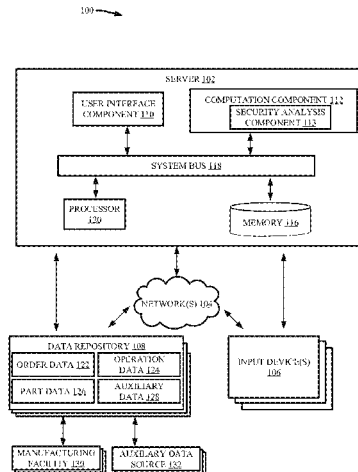 100
SERVER 102
USER INTERFACE
COMPONENT 110
COMPUTATION COMPONENT 112
SECURITY ANALYSIS
COMPONENT 113
SYSTEM BUS 118
PROCESSOR
120
MEMORY 116
NETWORK(S) 104
DATA REPOSITORY 108
ORDER DATA 122
OPERATION
DATA 124
PART DATA 126
AUXILIARY
DATA 128
INPUT DEVICE(S)
106
MANUFACTURING
FACILITY 130
AUXILARY DATA
SOURCE 132